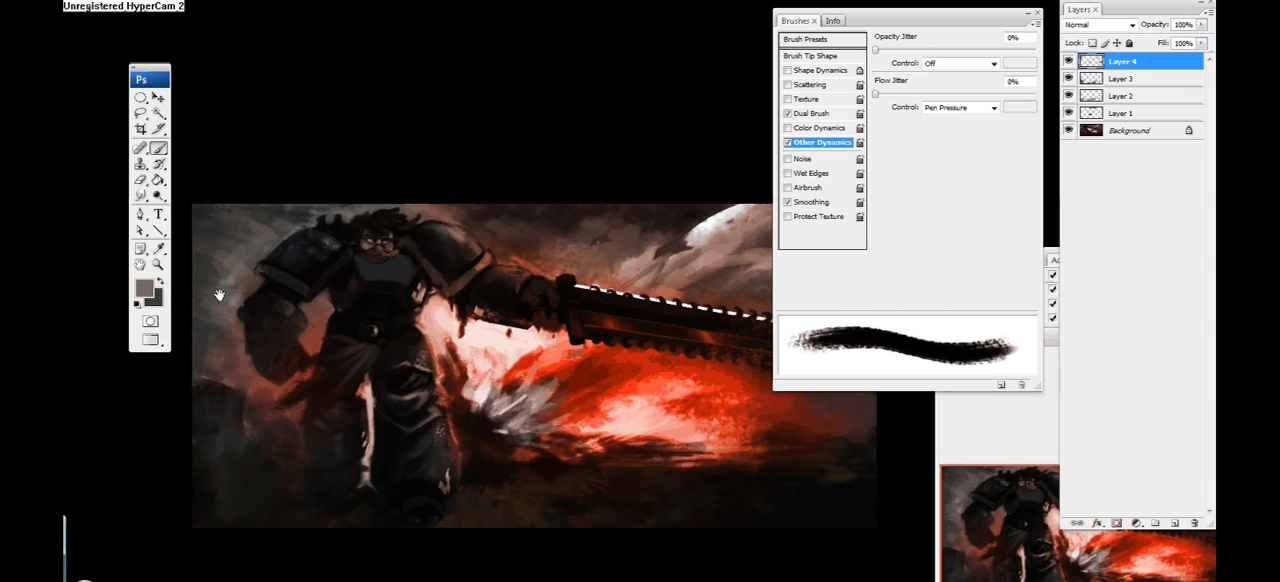 Unregistered HyperCam 2
Ps
T
Brushes x Info
Brush Presets
Brush Tip Shape
Shape Dynamics
Scattering
Texture
Dual Brush
Color Dynamics
Other Dynamics
Noise
Wet Edges
Airbrush
Smoothing
Protect Texture
Opacity Jitter 0%
Control: Off
Flow Jitter 0%
Control: Pen Pressure
Ac
Layers x
Normal Opacity: 100%
Lock: Fill: 100%
Layer 4
Layer 3
Layer 2
Layer 1
Background
fx